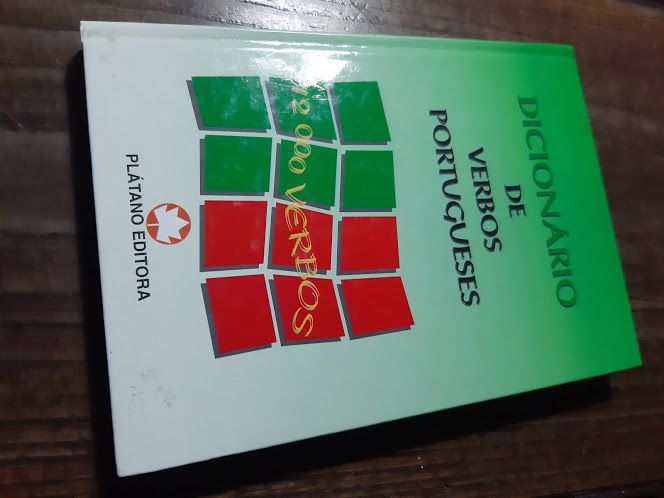 DICIONÁRIO
DE
VERBOS
PORTUGUESES
12 000 VERBOS
PLÁTANO EDITORA